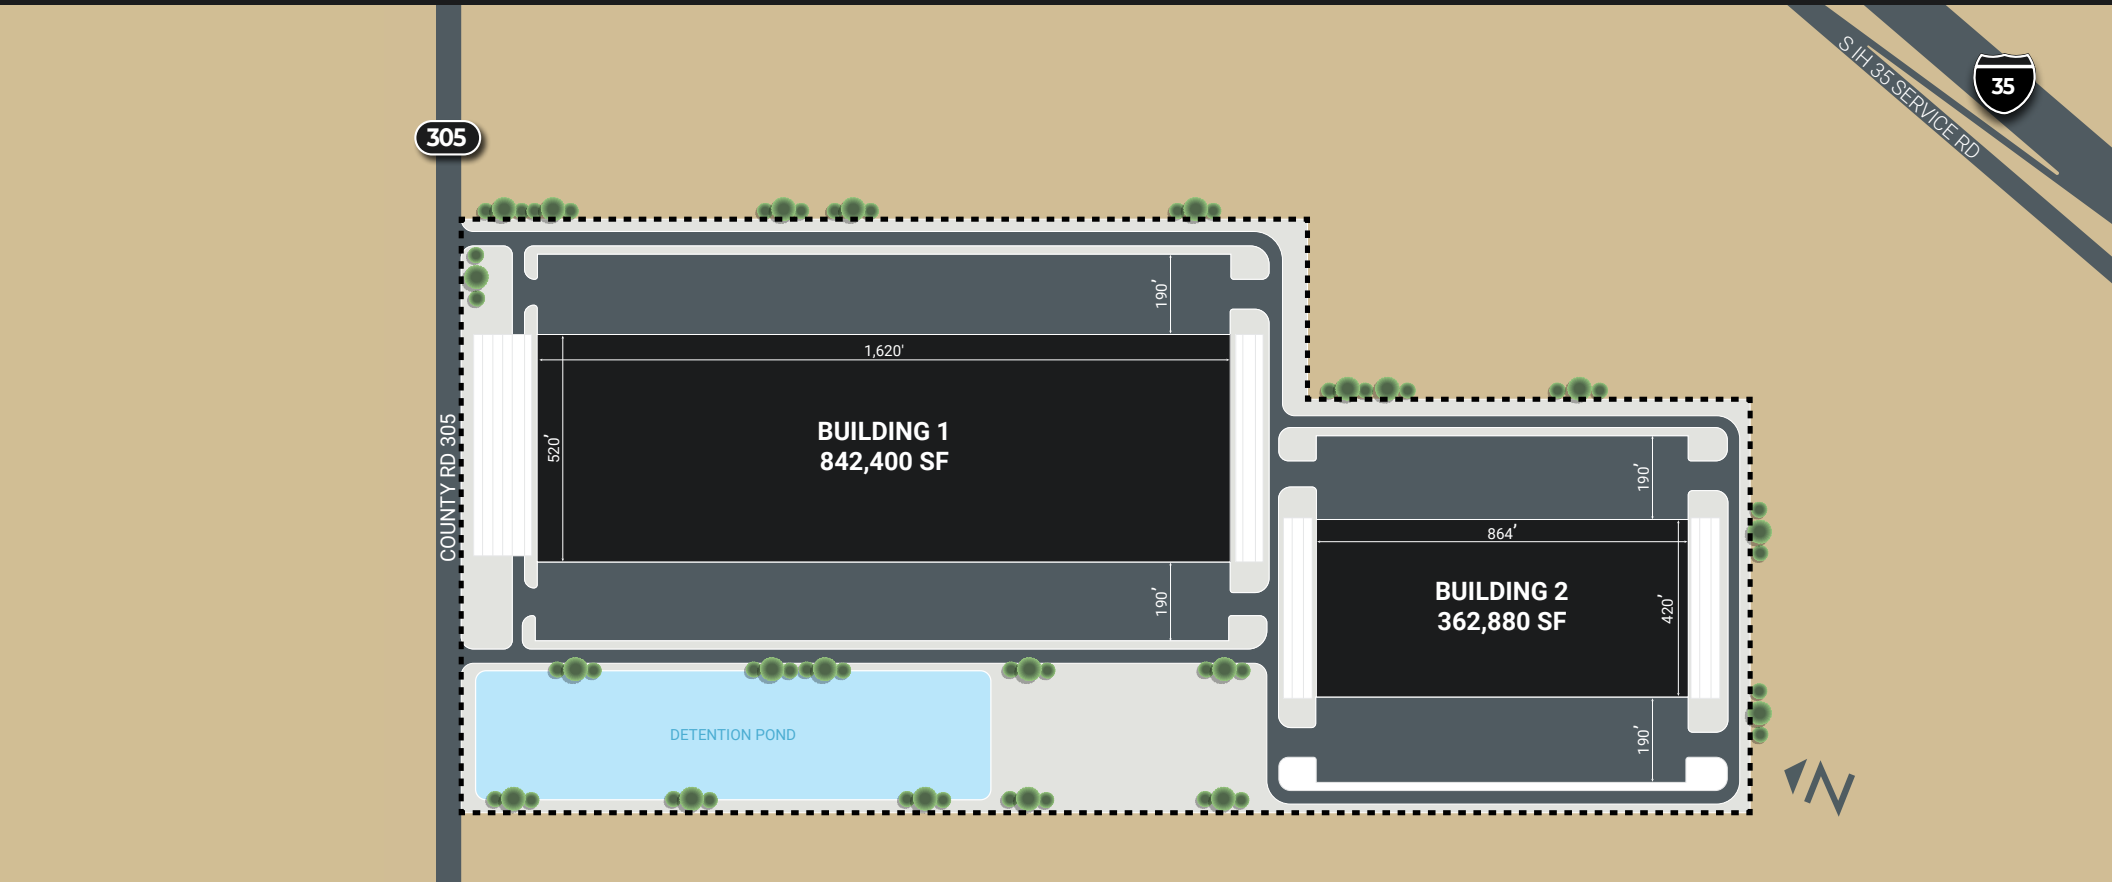 S IH 35 SERVICE RD
35
305
COUNTY RD 305
190'
1,620'
520'
BUILDING 1
842,400 SF
190'
190'
864'
BUILDING 2
362,880 SF
420'
190'
DETENTION POND
N